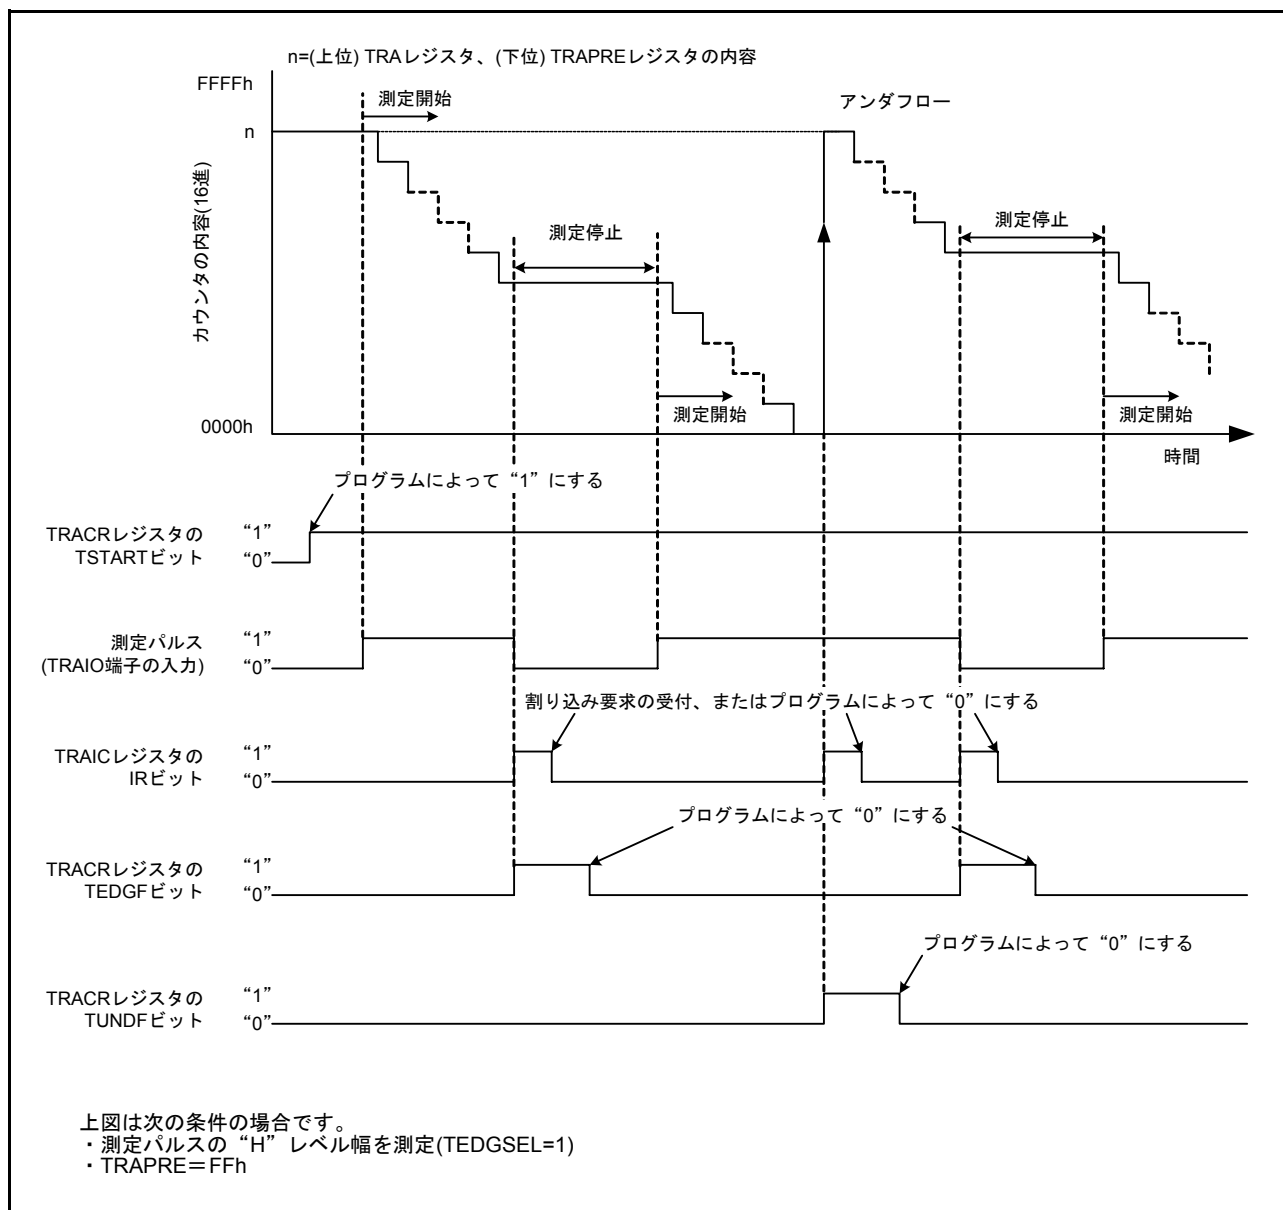 n=(上位) TRAレジスタ、(下位) TRAPREレジスタの内容
FFFFh
測定開始
アンダフロー
n
カウンタの内容(16進)
測定停止
測定停止
測定開始
測定開始
0000h
時間
プログラムによって“1”にする
TRACRレジスタの
TSTARTビット
“1”
“0”
測定パルス
(TRAIO端子の入力)
“1”
“0”
割り込み要求の受付、またはプログラムによって“0”にする
TRAICレジスタの
IRビット
“1”
“0”
プログラムによって“0”にする
TRACRレジスタの
TEDGFビット
“1”
“0”
プログラムによって“0”にする
TRACRレジスタの
TUNDFビット
“1”
“0”
上図は次の条件の場合です。
・測定パルスの“H”レベル幅を測定(TEDGSEL=1)
・TRAPRE＝FFh